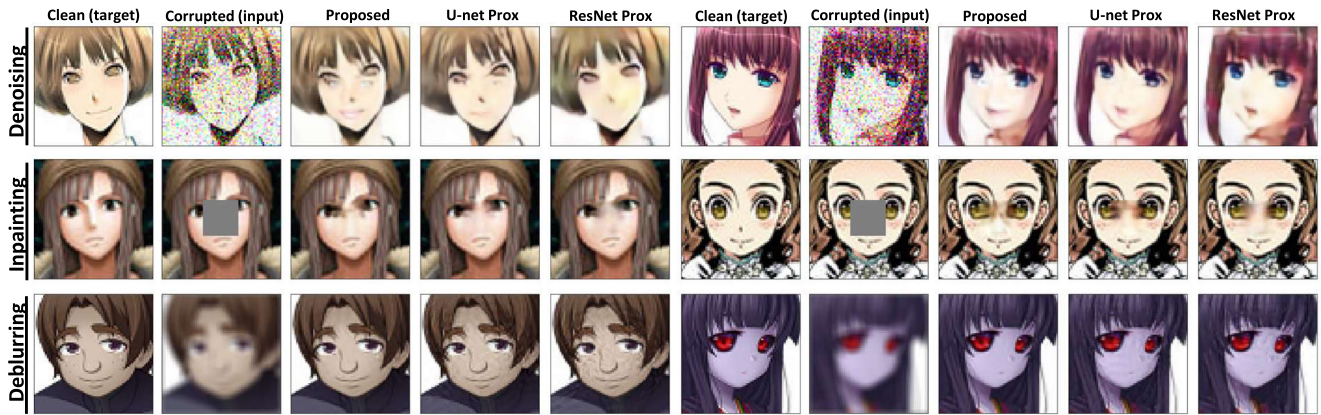 Clean (target) Corrupted (input) Proposed U-net Prox ResNet Prox Clean (target) Corrupted (input) Proposed U-net Prox ResNet Prox
Denoising
Inpainting
Deblurring